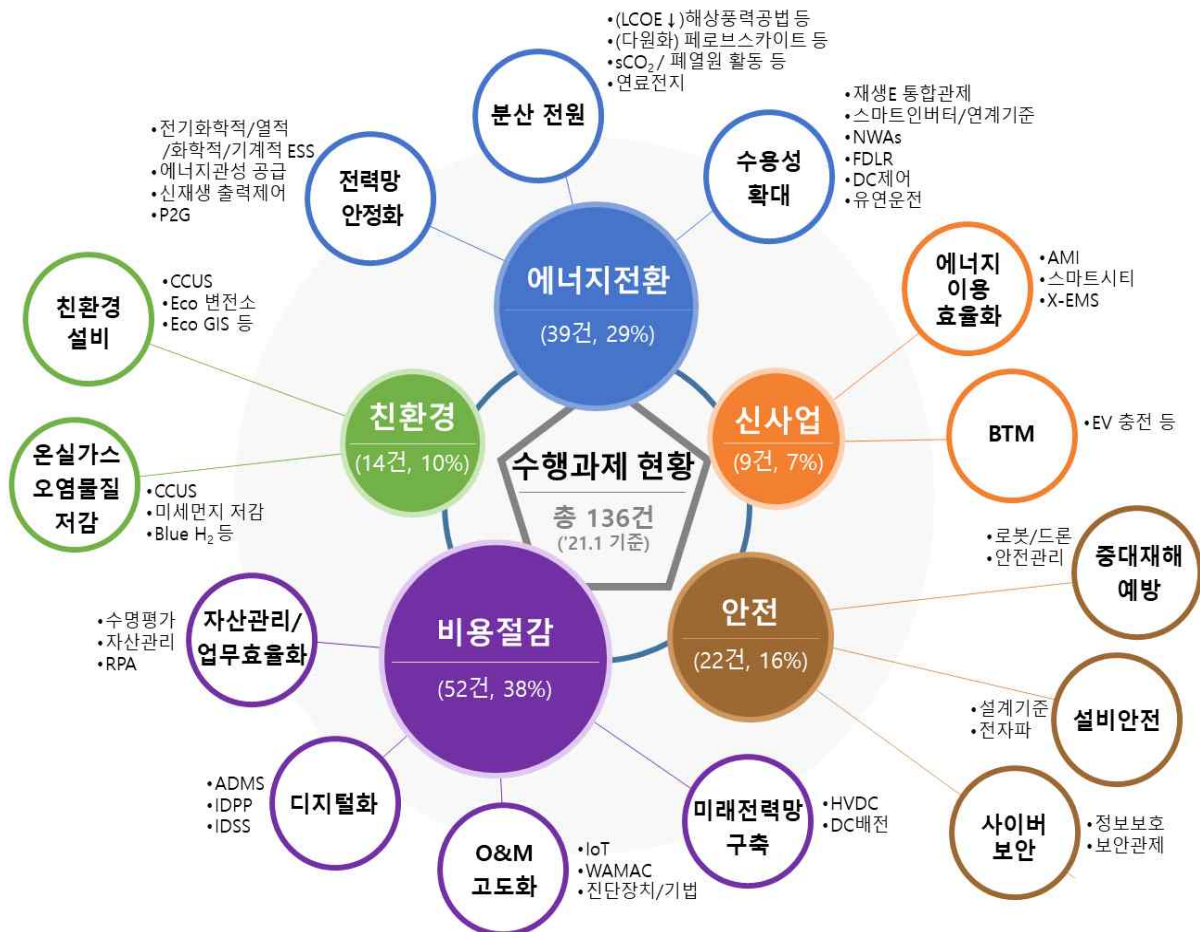 •(LCOE↓)해상풍력공법 등
•(다원화) 페로브스카이트 등
•sCO₂/ 폐열원 활동 등
•연료전지
분산 전원
•재생E 통합관제
•스마트인버터/연계기준
•NWAs
•FDLR
•DC제어
•유연운전
수용성
확대
•전기화학적/열적
/화학적/기계적 ESS
•에너지관성 공급
•신재생 출력제어
•P2G
전력망
안정화
에너지전환
(39건, 29%)
에너지
이용
효율화
•AMI
•스마트시티
•X-EMS
친환경
설비
•CCUS
•Eco 변전소
•Eco GIS 등
친환경
(14건, 10%)
신사업
(9건, 7%)
BTM
•EV 충전 등
수행과제 현황
총 136건
('21.1 기준)
온실가스
오염물질
저감
•CCUS
•미세먼지 저감
•Blue H₂ 등
•로봇/드론
•안전관리
중대재해
예방
안전
(22건, 16%)
비용절감
(52건, 38%)
•수명평가
•자산관리
•RPA
자산관리/
업무효율화
•설계기준
•전자파
설비안전
•ADMS
•IDPP
•IDSS
디지털화
O&M
고도화
•IoT
•WAMAC
•진단장치/기법
미래전력망
구축
•HVDC
•DC배전
사이버
보안
•정보보호
•보안관제